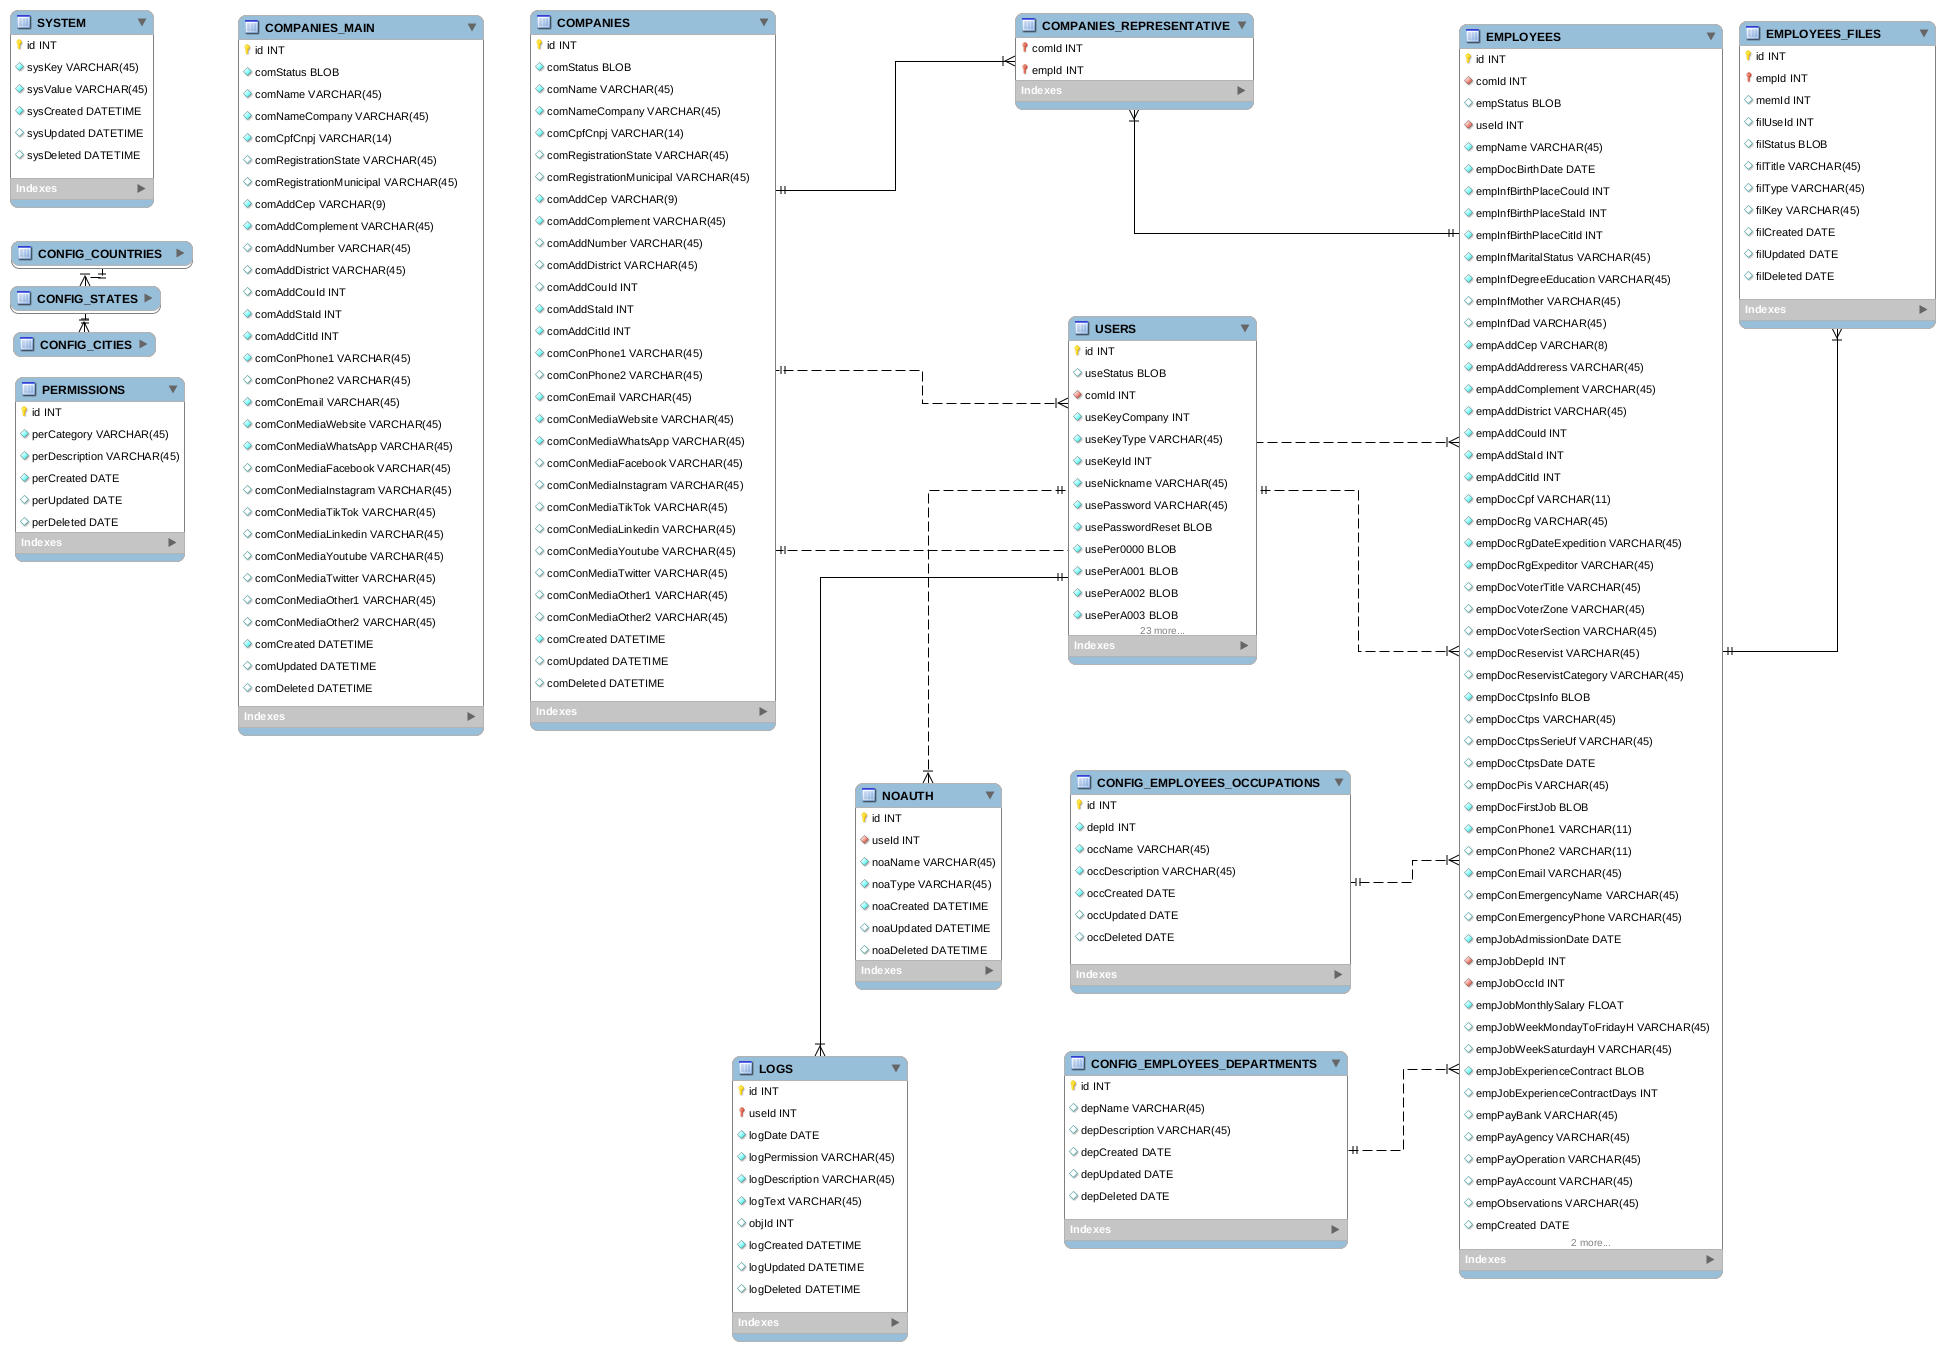 SYSTEM
id INT
sysKey VARCHAR(45)
sysValue VARCHAR(45)
sysCreated DATETIME
sysUpdated DATETIME
sysDeleted DATETIME
Indexes
CONFIG_COUNTRIES
CONFIG_STATES
CONFIG_CITIES
PERMISSIONS
id INT
perCategory VARCHAR(45)
perDescription VARCHAR(45)
perCreated DATE
perUpdated DATE
perDeleted DATE
Indexes
COMPANIES_MAIN
id INT
comStatus BLOB
comName VARCHAR(45)
comNameCompany VARCHAR(45)
comCpfCnpj VARCHAR(14)
comRegistrationState VARCHAR(45)
comRegistrationMunicipal VARCHAR(45)
comAddCep VARCHAR(9)
comAddComplement VARCHAR(45)
comAddNumber VARCHAR(45)
comAddDistrict VARCHAR(45)
comAddCouId INT
comAddStaId INT
comAddCitId INT
comConPhone1 VARCHAR(45)
comConPhone2 VARCHAR(45)
comConEmail VARCHAR(45)
comConMediaWebsite VARCHAR(45)
comConMediaWhatsApp VARCHAR(45)
comConMediaFacebook VARCHAR(45)
comConMediaInstagram VARCHAR(45)
comConMediaTikTok VARCHAR(45)
comConMediaLinkedin VARCHAR(45)
comConMediaYoutube VARCHAR(45)
comConMediaTwitter VARCHAR(45)
comConMediaOther1 VARCHAR(45)
comConMediaOther2 VARCHAR(45)
comCreated DATETIME
comUpdated DATETIME
comDeleted DATETIME
Indexes
COMPANIES
id INT
comStatus BLOB
comName VARCHAR(45)
comNameCompany VARCHAR(45)
comCpfCnpj VARCHAR(14)
comRegistrationState VARCHAR(45)
comRegistrationMunicipal VARCHAR(45)
comAddCep VARCHAR(9)
comAddComplement VARCHAR(45)
comAddNumber VARCHAR(45)
comAddDistrict VARCHAR(45)
comAddCouId INT
comAddStaId INT
comAddCitId INT
comConPhone1 VARCHAR(45)
comConPhone2 VARCHAR(45)
comConEmail VARCHAR(45)
comConMediaWebsite VARCHAR(45)
comConMediaWhatsApp VARCHAR(45)
comConMediaFacebook VARCHAR(45)
comConMediaInstagram VARCHAR(45)
comConMediaTikTok VARCHAR(45)
comConMediaLinkedin VARCHAR(45)
comConMediaYoutube VARCHAR(45)
comConMediaTwitter VARCHAR(45)
comConMediaOther1 VARCHAR(45)
comConMediaOther2 VARCHAR(45)
comCreated DATETIME
comUpdated DATETIME
comDeleted DATETIME
Indexes
COMPANIES_REPRESENTATIVE
comId INT
empId INT
Indexes
USERS
id INT
useStatus BLOB
comId INT
useKeyCompany INT
useKeyType VARCHAR(45)
useKeyId INT
useNickname VARCHAR(45)
usePassword VARCHAR(45)
usePasswordReset BLOB
usePer0000 BLOB
usePerA001 BLOB
usePerA002 BLOB
usePerA003 BLOB
23 more...
Indexes
NOAUTH
id INT
useId INT
noaName VARCHAR(45)
noaType VARCHAR(45)
noaCreated DATETIME
noaUpdated DATETIME
noaDeleted DATETIME
Indexes
LOGS
id INT
useId INT
logDate DATE
logPermission VARCHAR(45)
logDescription VARCHAR(45)
logText VARCHAR(45)
objId INT
logCreated DATETIME
logUpdated DATETIME
logDeleted DATETIME
Indexes
CONFIG_EMPLOYEES_OCCUPATIONS
id INT
depId INT
occName VARCHAR(45)
occDescription VARCHAR(45)
occCreated DATE
occUpdated DATE
occDeleted DATE
Indexes
CONFIG_EMPLOYEES_DEPARTMENTS
id INT
depName VARCHAR(45)
depDescription VARCHAR(45)
depCreated DATE
depUpdated DATE
depDeleted DATE
Indexes
EMPLOYEES
id INT
comId INT
empStatus BLOB
useId INT
empName VARCHAR(45)
empDocBirthDate DATE
empInfBirthPlaceCouId INT
empInfBirthPlaceStaId INT
empInfBirthPlaceCitId INT
empInfMaritalStatus VARCHAR(45)
empInfDegreeEducation VARCHAR(45)
empInfMother VARCHAR(45)
empInfDad VARCHAR(45)
empAddCep VARCHAR(8)
empAddAddreress VARCHAR(45)
empAddComplement VARCHAR(45)
empAddDistrict VARCHAR(45)
empAddCouId INT
empAddStaId INT
empAddCitId INT
empDocCpf VARCHAR(11)
empDocRg VARCHAR(45)
empDocRgDateExpedition VARCHAR(45)
empDocRgExpeditor VARCHAR(45)
empDocVoterTitle VARCHAR(45)
empDocVoterZone VARCHAR(45)
empDocVoterSection VARCHAR(45)
empDocReservist VARCHAR(45)
empDocReservistCategory VARCHAR(45)
empDocCtpsInfo BLOB
empDocCtps VARCHAR(45)
empDocCtpsSerieUf VARCHAR(45)
empDocCtpsDate DATE
empDocPis VARCHAR(45)
empDocFirstJob BLOB
empConPhone1 VARCHAR(11)
empConPhone2 VARCHAR(11)
empConEmail VARCHAR(45)
empConEmergencyName VARCHAR(45)
empConEmergencyPhone VARCHAR(45)
empJobAdmissionDate DATE
empJobDepId INT
empJobOccId INT
empJobMonthlySalary FLOAT
empJobWeekMondayToFridayH VARCHAR(45)
empJobWeekSaturdayH VARCHAR(45)
empJobExperienceContract BLOB
empJobExperienceContractDays INT
empPayBank VARCHAR(45)
empPayAgency VARCHAR(45)
empPayOperation VARCHAR(45)
empPayAccount VARCHAR(45)
empObservations VARCHAR(45)
empCreated DATE
2 more...
Indexes
EMPLOYEES_FILES
id INT
empId INT
memId INT
filUseId INT
filStatus BLOB
filTitle VARCHAR(45)
filType VARCHAR(45)
filKey VARCHAR(45)
filCreated DATE
filUpdated DATE
filDeleted DATE
Indexes